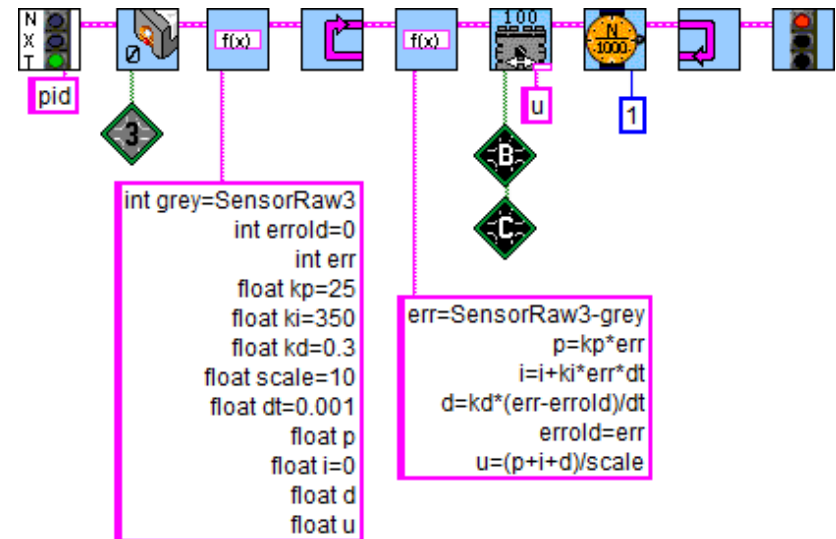 N
X
T
0
f(x)
f(x)
100
N
1000
pid
3
u
1
B
C
int grey=SensorRaw3
int errold=0
int err
float kp=25
float ki=350
float kd=0.3
float scale=10
float dt=0.001
float p
float i=0
float d
float u
err=SensorRaw3-grey
p=kp*err
i=i+ki*err*dt
d=kd*(err-errold)/dt
errold=err
u=(p+i+d)/scale